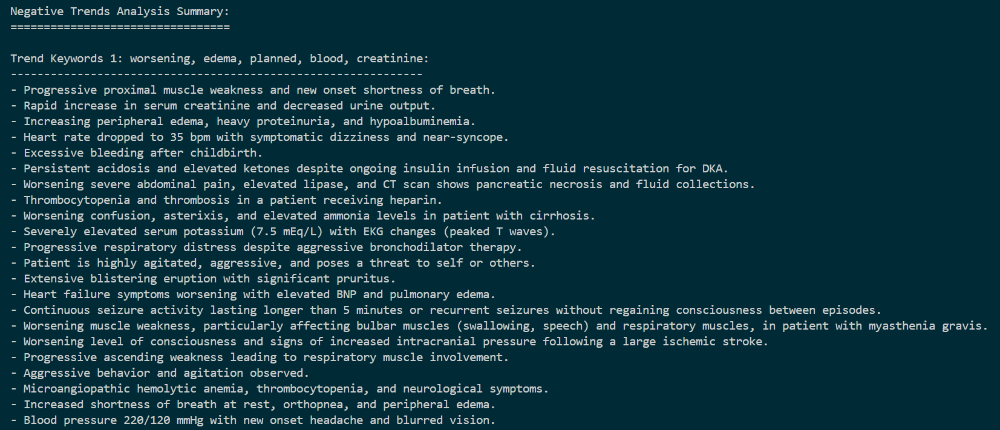 Negative Trends Analysis Summary:
=================================
Trend Keywords 1: worsening, edema, planned, blood, creatinine:
--------------------------------------------------------------
- Progressive proximal muscle weakness and new onset shortness of breath.
- Rapid increase in serum creatinine and decreased urine output.
- Increasing peripheral edema, heavy proteinuria, and hypoalbuminemia.
- Heart rate dropped to 35 bpm with symptomatic dizziness and near-syncope.
- Excessive bleeding after childbirth.
- Persistent acidosis and elevated ketones despite ongoing insulin infusion and fluid resuscitation for DKA.
- Worsening severe abdominal pain, elevated lipase, and CT scan shows pancreatic necrosis and fluid collections.
- Thrombocytopenia and thrombosis in a patient receiving heparin.
- Worsening confusion, asterixis, and elevated ammonia levels in patient with cirrhosis.
- Severely elevated serum potassium (7.5 mEq/L) with EKG changes (peaked T waves).
- Progressive respiratory distress despite aggressive bronchodilator therapy.
- Patient is highly agitated, aggressive, and poses a threat to self or others.
- Extensive blistering eruption with significant pruritus.
- Heart failure symptoms worsening with elevated BNP and pulmonary edema.
- Continuous seizure activity lasting longer than 5 minutes or recurrent seizures without regaining consciousness between episodes.
- Worsening muscle weakness, particularly affecting bulbar muscles (swallowing, speech) and respiratory muscles, in patient with myasthenia gravis.
- Worsening level of consciousness and signs of increased intracranial pressure following a large ischemic stroke.
- Progressive ascending weakness leading to respiratory muscle involvement.
- Aggressive behavior and agitation observed.
- Microangiopathic hemolytic anemia, thrombocytopenia, and neurological symptoms.
- Increased shortness of breath at rest, orthopnea, and peripheral edema.
- Blood pressure 220/120 mmHg with new onset headache and blurred vision.